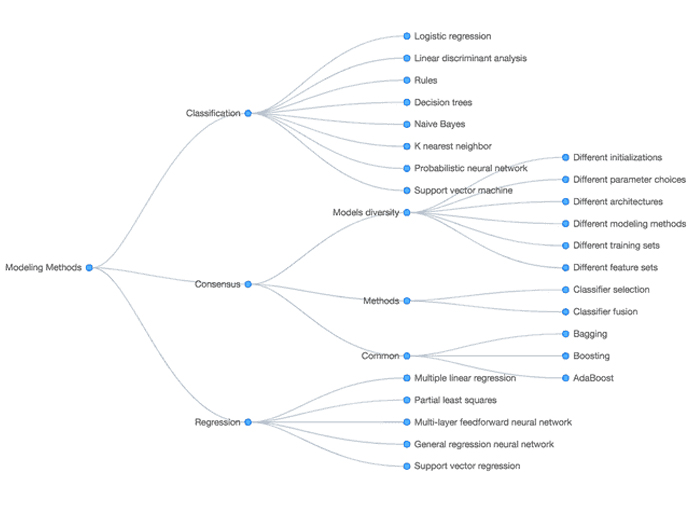 Modeling Methods
Classification
Logistic regression
Linear discriminant analysis
Rules
Decision trees
Naive Bayes
K nearest neighbor
Probabilistic neural network
Support vector machine
Consensus
Models diversity
Different initializations
Different parameter choices
Different architectures
Different modeling methods
Different training sets
Different feature sets
Methods
Classifier selection
Classifier fusion
Common
Bagging
Boosting
AdaBoost
Regression
Multiple linear regression
Partial least squares
Multi-layer feedforward neural network
General regression neural network
Support vector regression